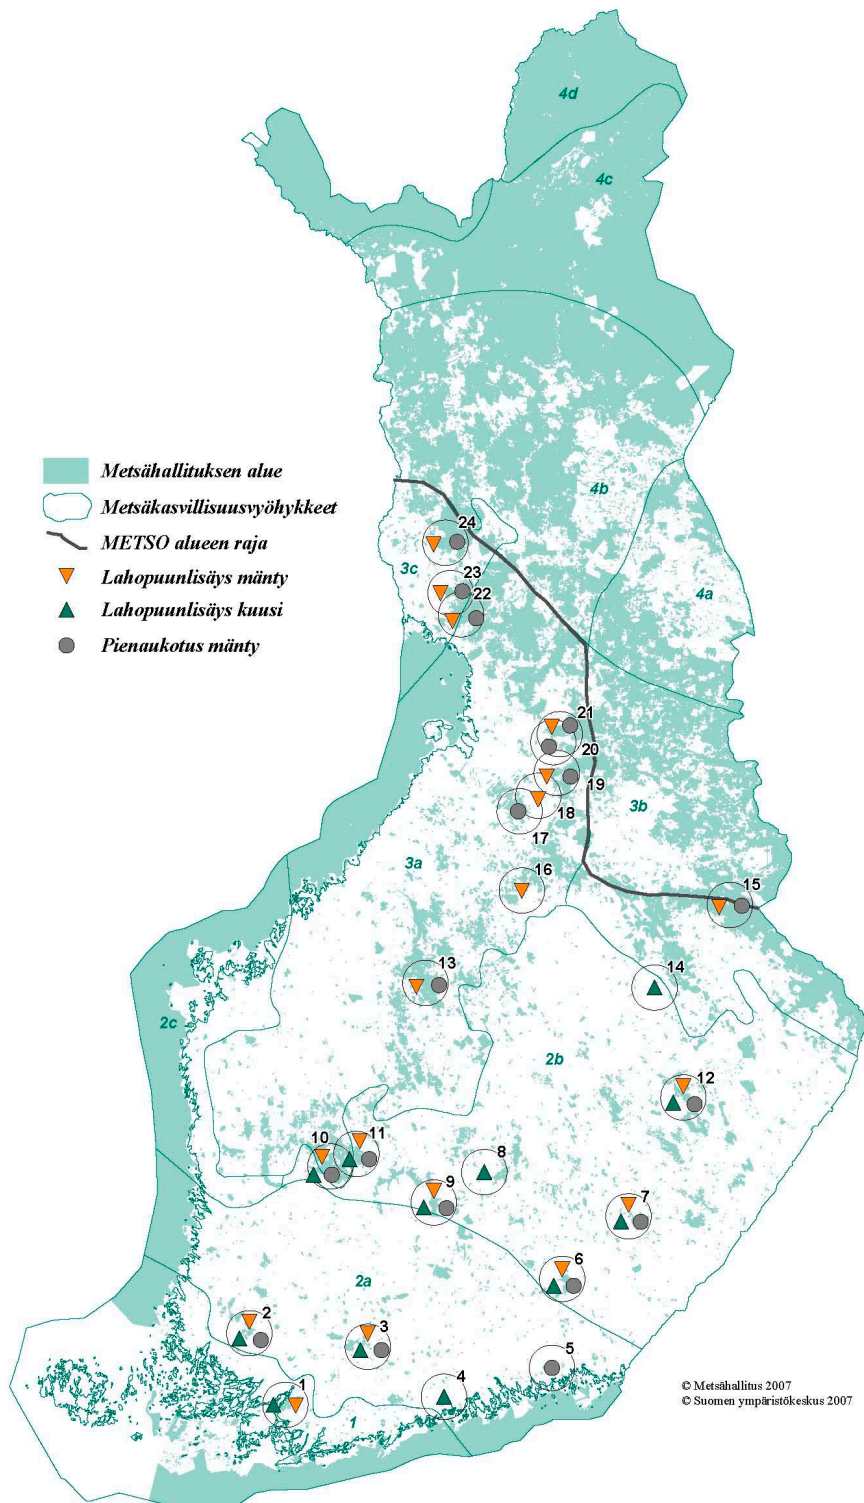 4d
4c
Metsähallituksen alue
Metsäkasvillisuusvyöhykkeet
METSO alueen raja
Lahopuunlisäys mänty
Lahopuunlisäys kuusi
Pienaukotus mänty
4b
24
3c
23
4a
22
21
20
19
3b
18
17
3a
16
15
13
14
2c
2b
12
10
11
8
9
7
6
2a
2
3
5
4
1
1
© Metsähallitus 2007
© Suomen ympäristökeskus 2007